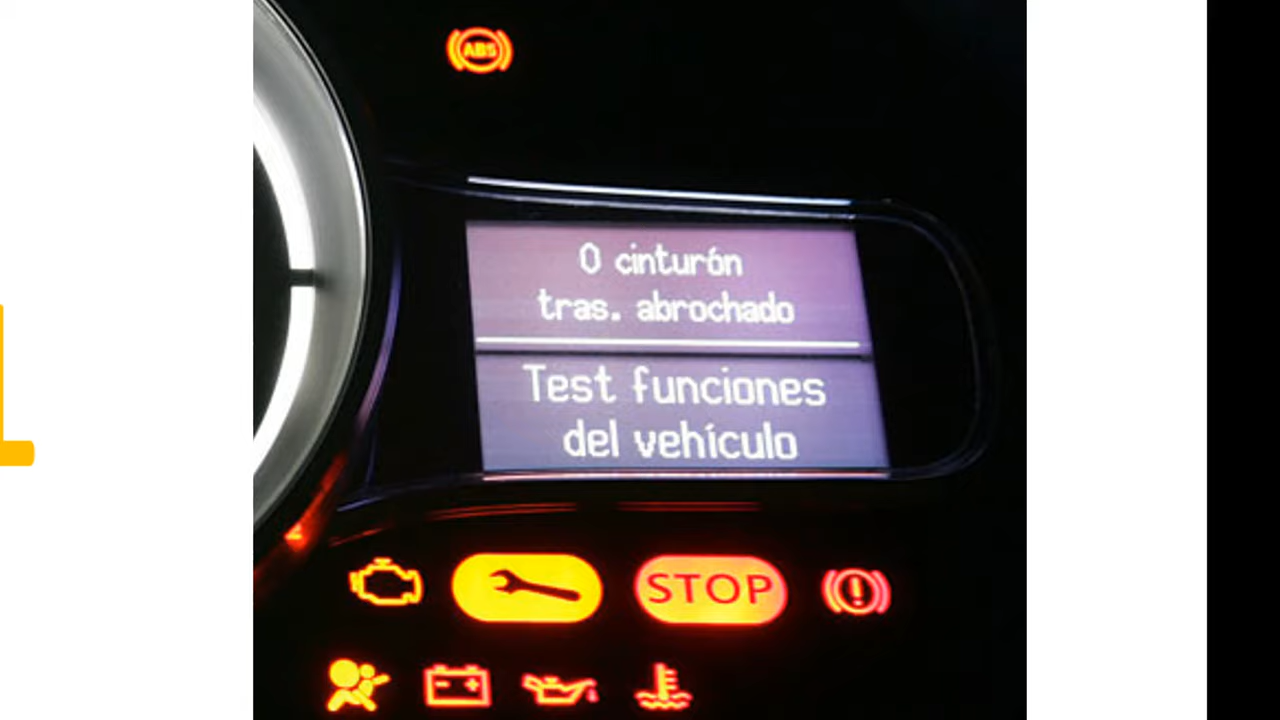 ABS
0 cinturón
tras. abrochado
Test funciones
del vehículo
STOP